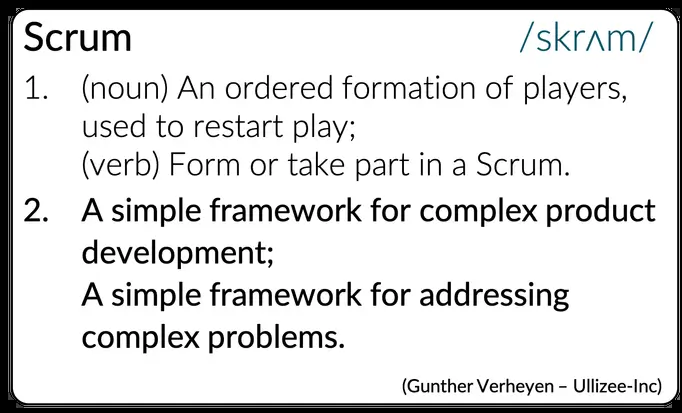 Scrum /skrʌm/
1. (noun) An ordered formation of players,
used to restart play;
(verb) Form or take part in a Scrum.
2. A simple framework for complex product
development;
A simple framework for addressing
complex problems.
(Gunther Verheyen – Ullizee-Inc)